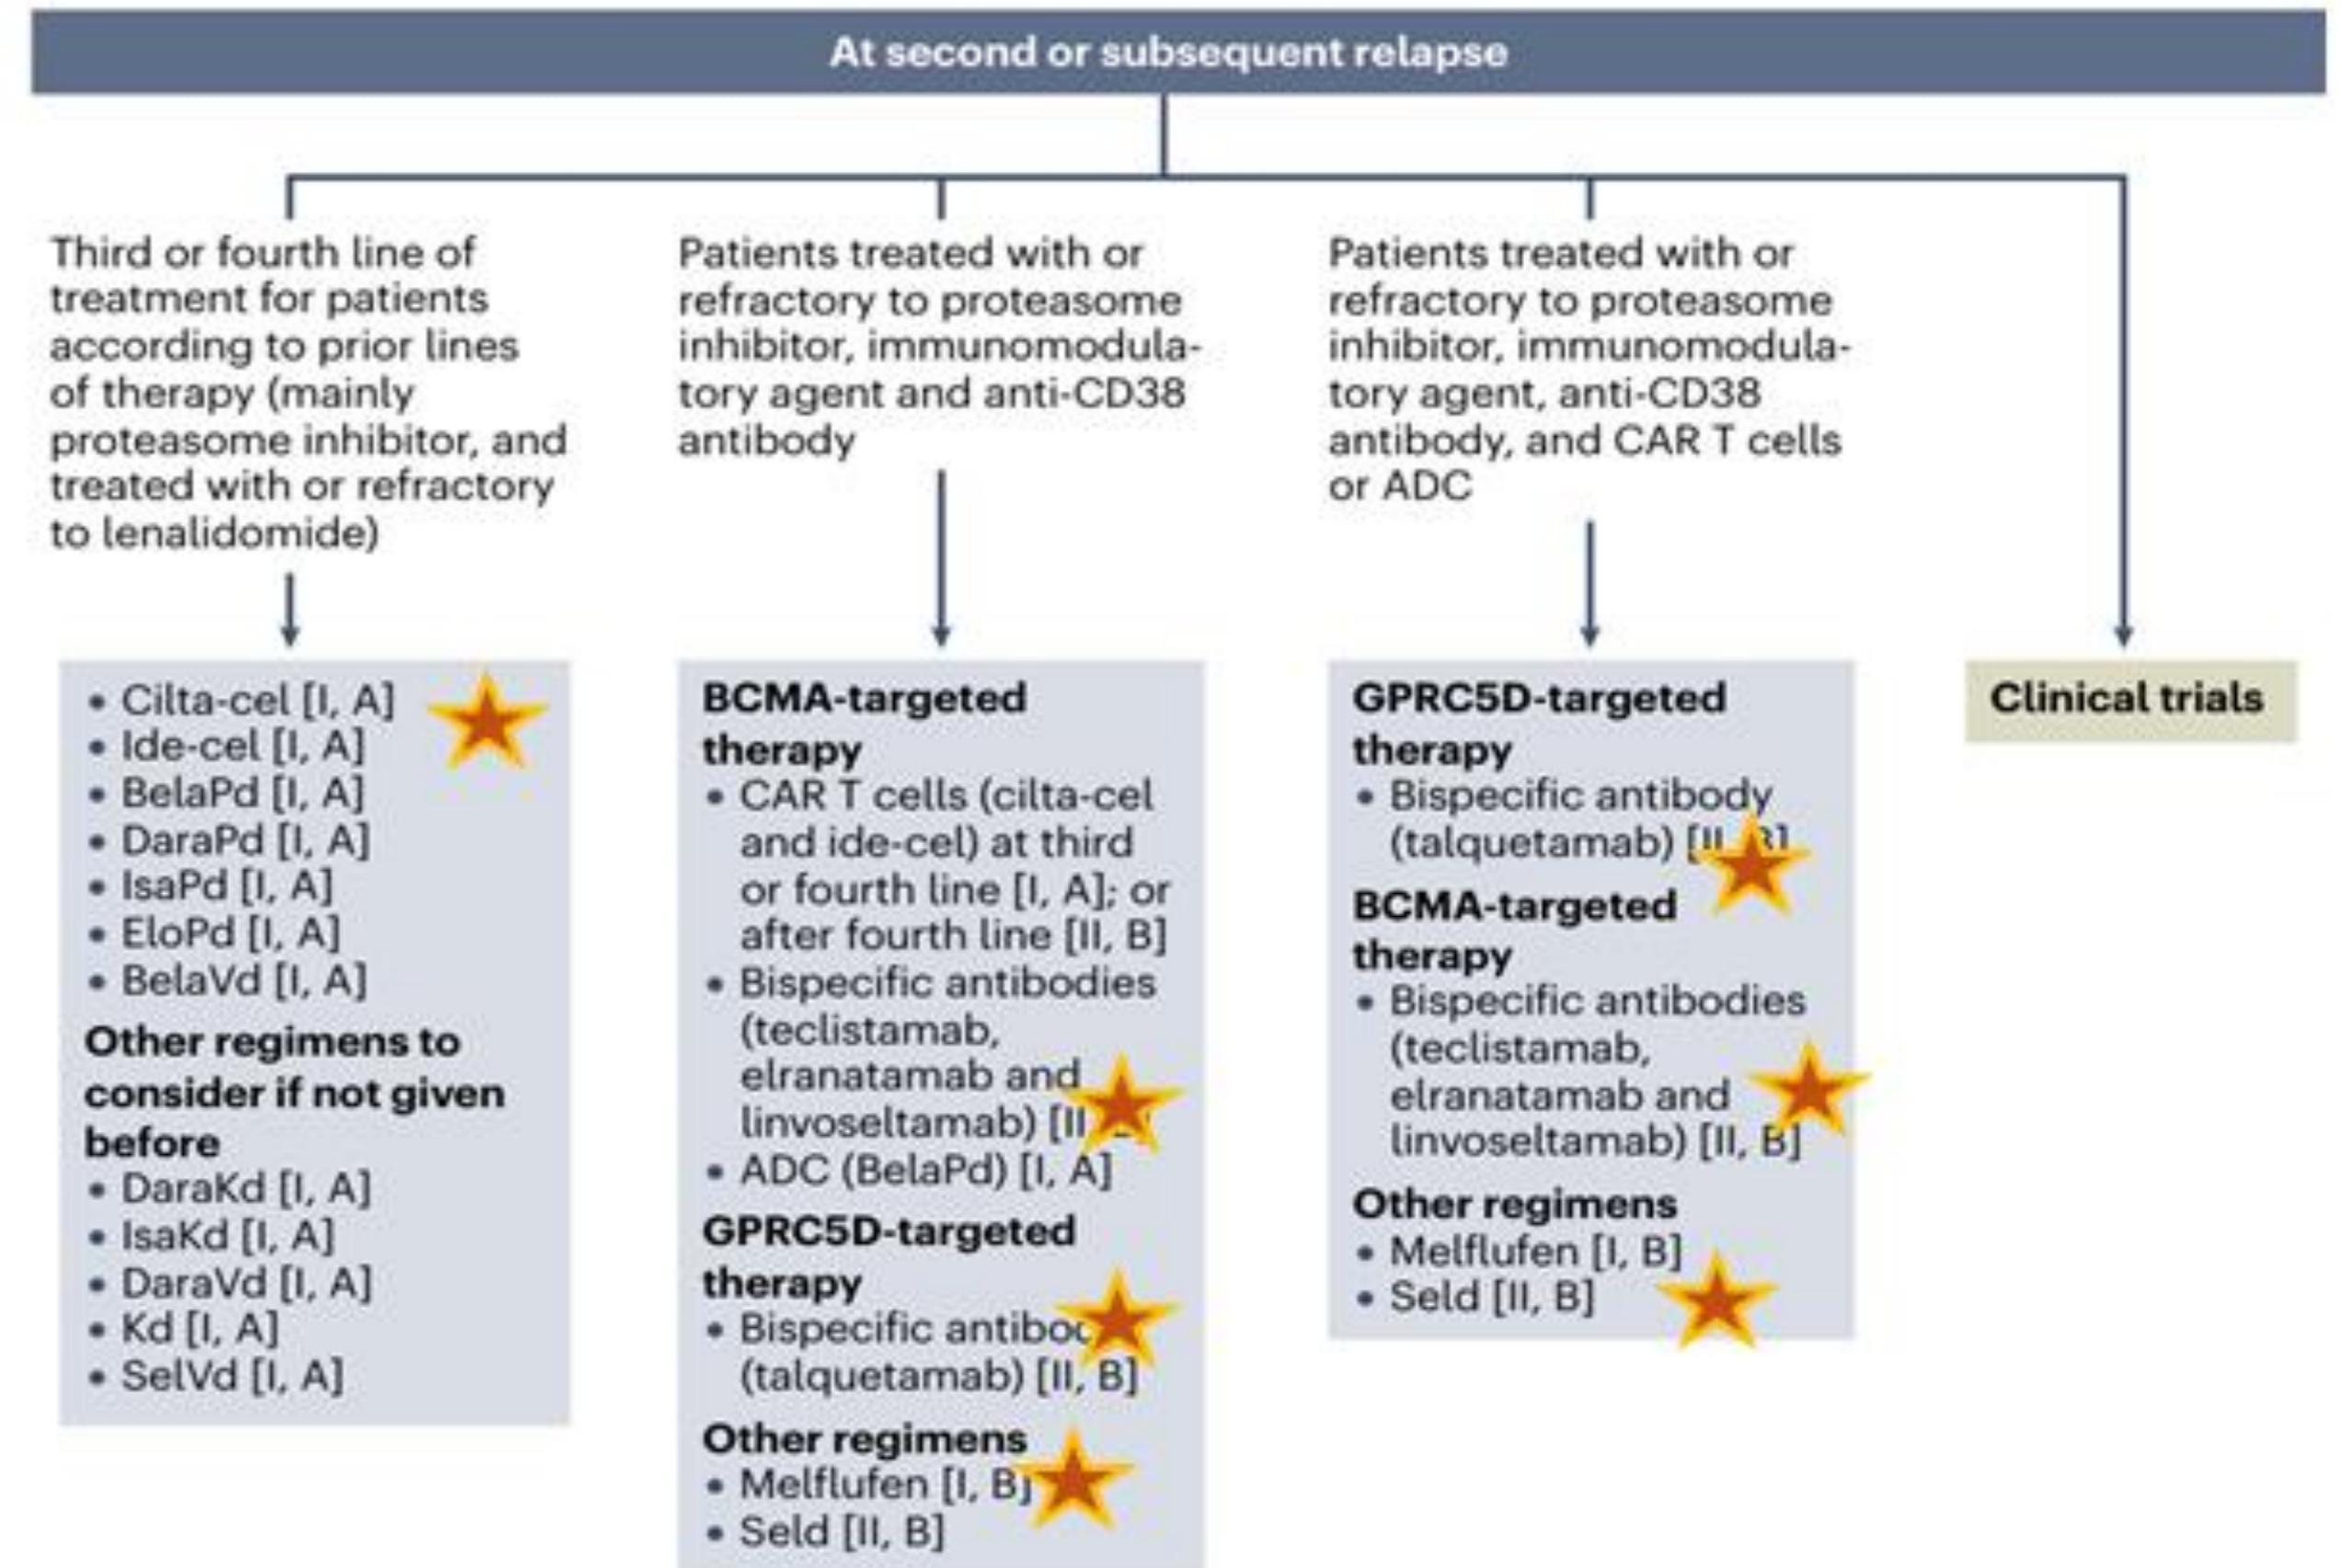 At second or subsequent relapse
Third or fourth line of
treatment for patients
according to prior lines
of therapy (mainly
proteasome inhibitor, and
treated with or refractory
to lenalidomide)
• Cilta-cel [I, A]
• Ide-cel [I, A]
• BelaPd [I, A]
• DaraPd [I, A]
• IsaPd [I, A]
• EloPd [I, A]
• BelaVd [I, A]
Other regimens to
consider if not given
before
• DaraKd [I, A]
• IsaKd [I, A]
• DaraVd [I, A]
• Kd [I, A]
• SelVd [I, A]
Patients treated with or
refractory to proteasome
inhibitor, immunomodula-
tory agent and anti-CD38
antibody
BCMA-targeted
therapy
• CAR T cells (cilta-cel
and ide-cel) at third
or fourth line [I, A]; or
after fourth line [II, B]
• Bispecific antibodies
(teclistamab,
elranatamab and
linvoseltamab) [II
• ADC (BelaPd) [I, A]
GPRC5D-targeted
therapy
• Bispecific
(talquetamab) [II, B]
Other regimens
• Melflufen [I, B]
• Seld [II, B]
Patients treated with or
refractory to proteasome
inhibitor, immunomodula-
tory agent, anti-CD38
antibody, and CAR T cells
or ADC
GPRC5D-targeted
therapy
• Bispecific antibody
(talquetamab) [II, B]
BCMA-targeted
therapy
• Bispecific antibodies
(teclistamab,
elranatamab and
linvoseltamab) [II, B]
Other regimens
• Melflufen [I, B]
• Seld [II, B]
Clinical trials